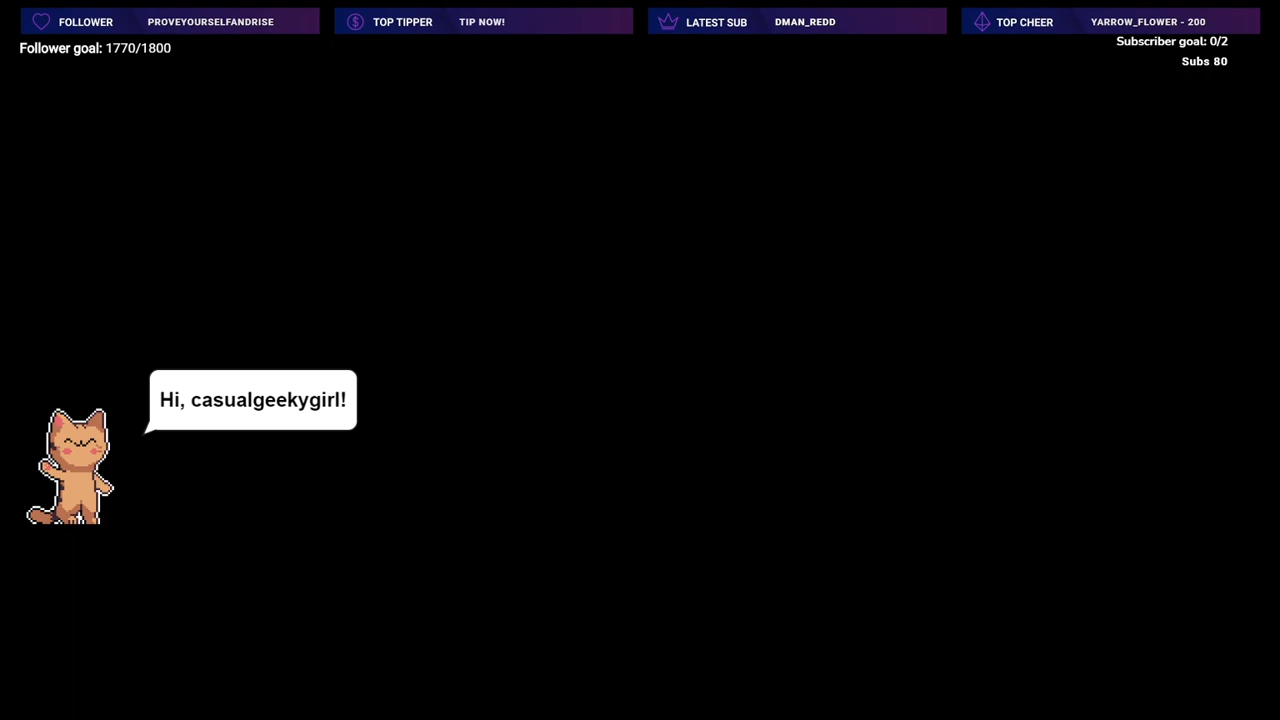 FOLLOWER PROVEYOURSELFANDRISE
TOP TIPPER TIP NOW!
LATEST SUB DMAN_REDD
TOP CHEER YARROW_FLOWER - 200
Follower goal: 1770/1800
Subscriber goal: 0/2
Subs 80
Hi, casualgeekygirl!